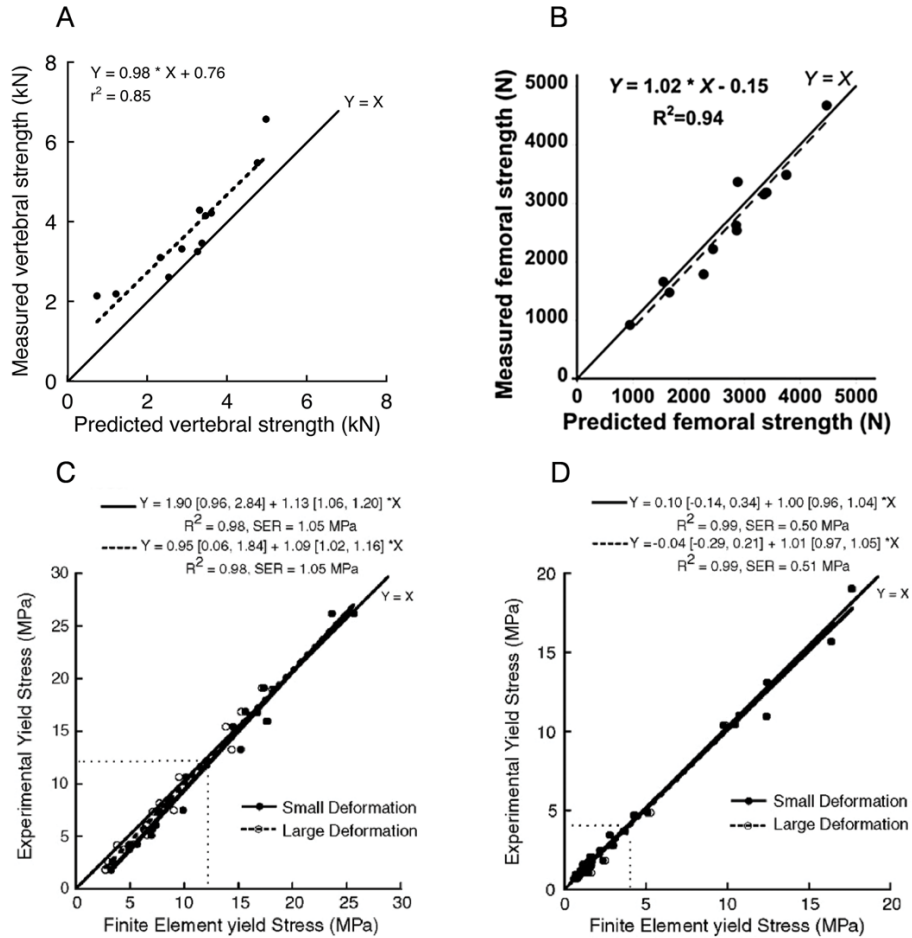 A
8
6
4
2
0
Measured vertebral strength (kN)
Y = 0.98 * X + 0.76
r² = 0.85
Y = X
0 2 4 6 8
Predicted vertebral strength (kN)
B
5000
4000
3000
2000
1000
0
Measured femoral strength (N)
Y = 1.02 * X - 0.15
R²=0.94
Y = X
0 1000 2000 3000 4000 5000
Predicted femoral strength (N)
C
Y = 1.90 [0.96, 2.84] + 1.13 [1.06, 1.20] *X
R² = 0.98, SER = 1.05 MPa
Y = 0.95 [0.06, 1.84] + 1.09 [1.02, 1.16] *X
R² = 0.98, SER = 1.05 MPa
30
25
20
15
10
5
0
Experimental Yield Stress (MPa)
Y = X
Small Deformation
Large Deformation
0 5 10 15 20 25 30
Finite Element yield Stress (MPa)
D
Y = 0.10 [-0.14, 0.34] + 1.00 [0.96, 1.04] *X
R² = 0.99, SER = 0.50 MPa
Y =-0.04 [-0.29, 0.21] + 1.01 [0.97, 1.05] *X
R² = 0.99, SER = 0.51 MPa
20
15
10
5
0
Experimental Yield Stress (MPa)
Y = X
Small Deformation
Large Deformation
0 5 10 15 20
Finite Element yield Stress (MPa)